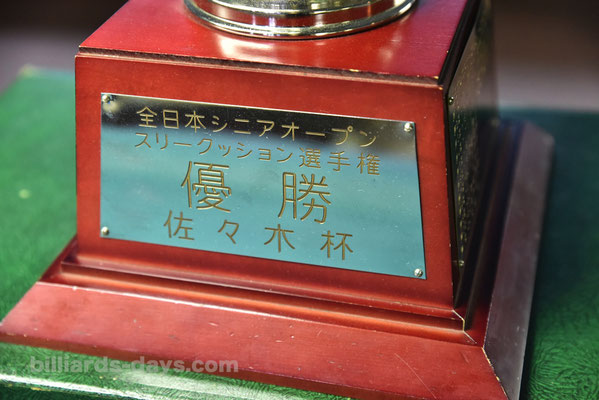 全日本シニアオープン
スリークッション選手権
優勝
佐々木杯
billiards-days.com